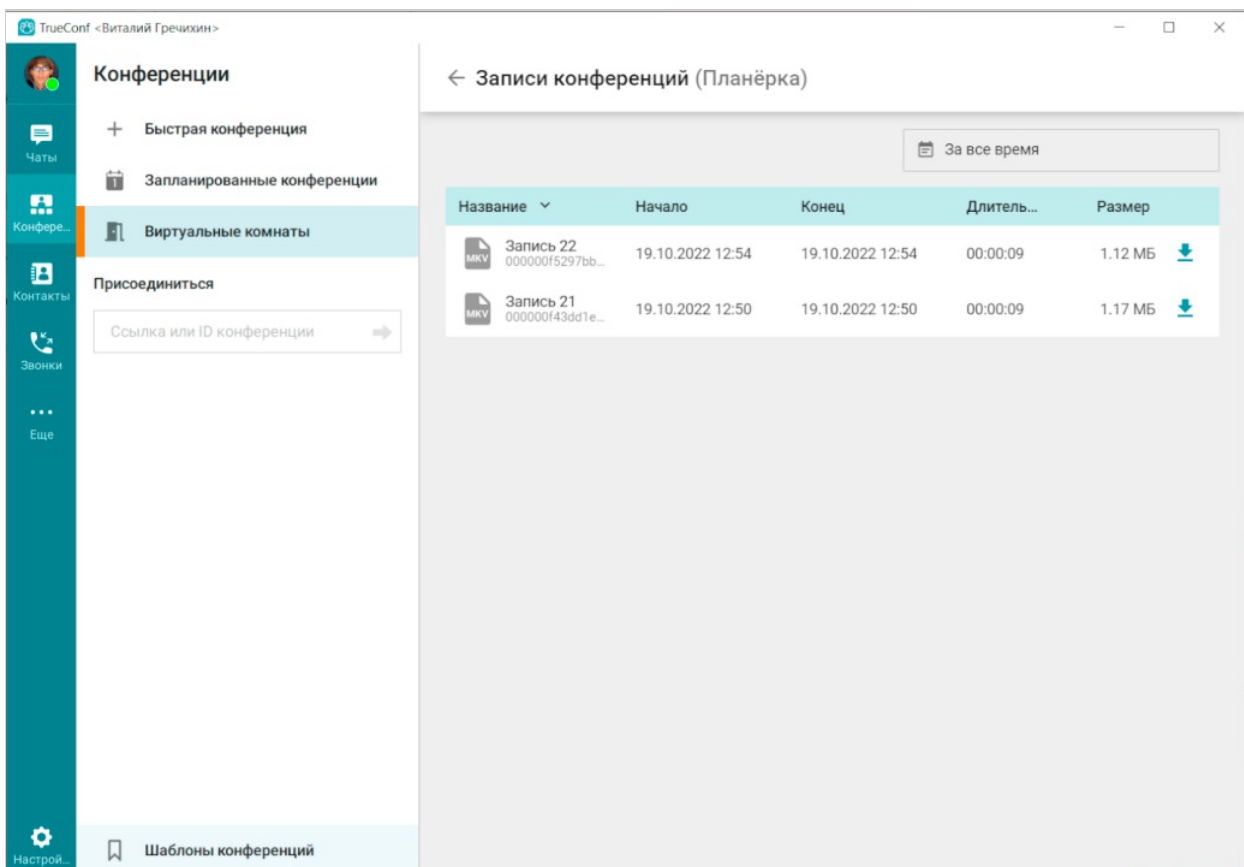 TrueConf <Виталий Гречихин>
Чаты
Конфере...
Контакты
Звонки
Еще
Настрой...
Конференции
Быстрая конференция
1
Запланированные конференции
Виртуальные комнаты
Присоединиться
Ссылка или ID конференции
Шаблоны конференций
Записи конференций (Планёрка)
За все время
Название Начало Конец Длитель... Размер
MKV Запись 22 19.10.2022 12:54 19.10.2022 12:54 00:00:09 1.12 МБ
000000f5297bb...
MKV Запись 21 19.10.2022 12:50 19.10.2022 12:50 00:00:09 1.17 МБ
000000f43dd1e...